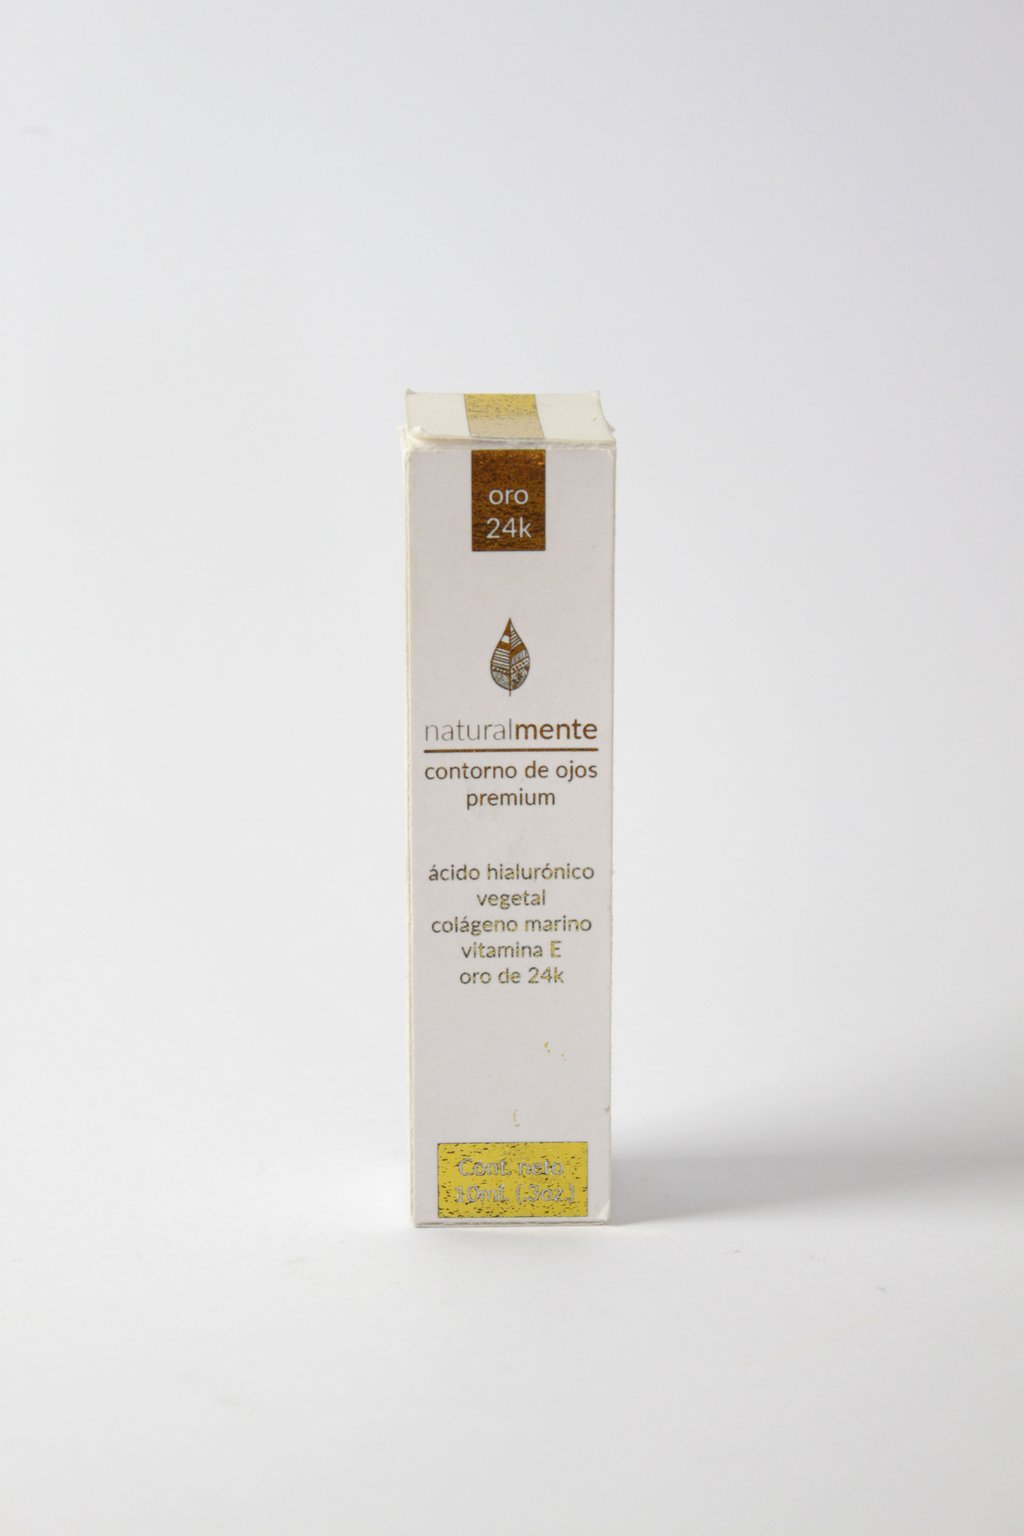 oro
24k
naturalmente
contorno de ojos
premium
ácido hialurónico
vegetal
colágeno marino
vitamina E
oro de 24k
Cont. neto
10ml. (.3oz.)